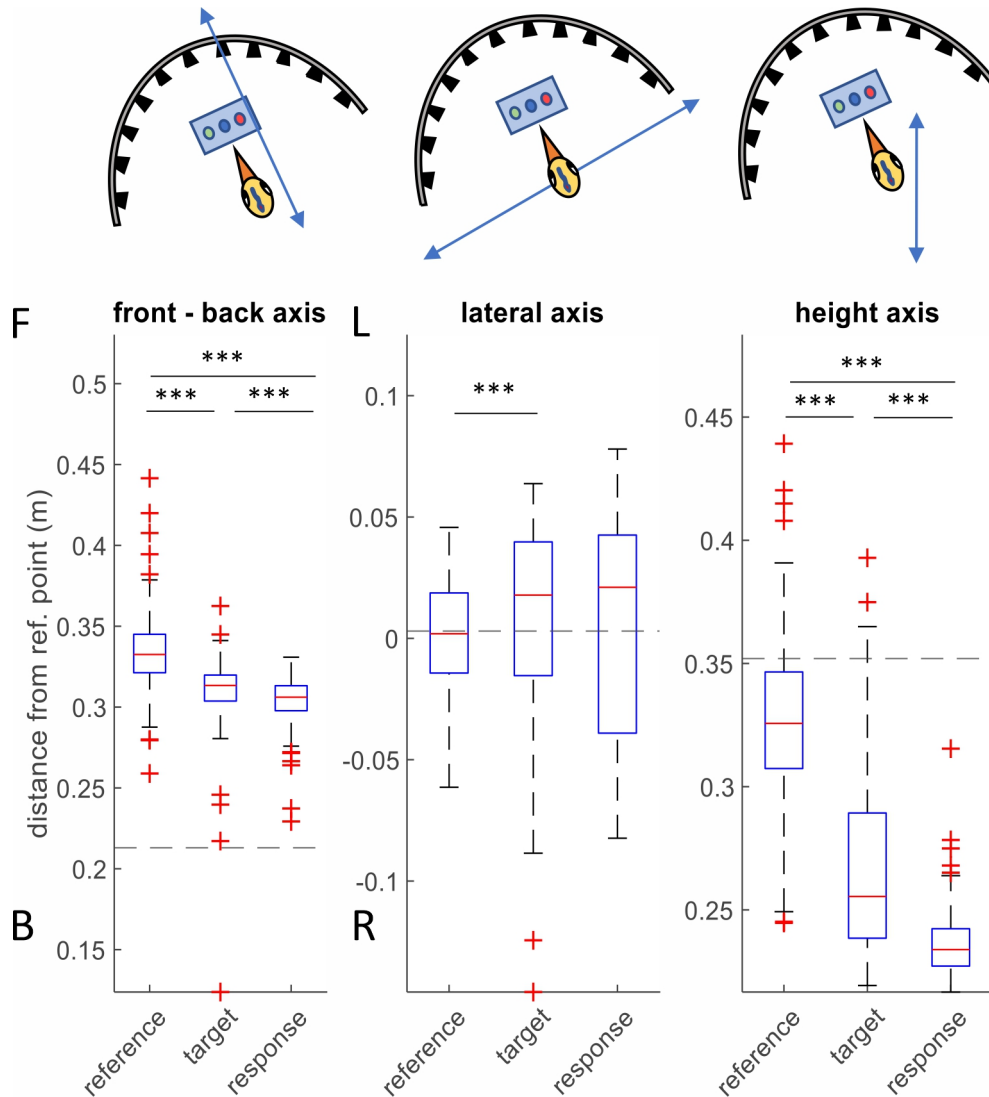 F
front - back axis
L
lateral axis
height axis
distance from ref. point (m)
***
***
***
0.5
0.45
0.4
0.35
0.3
0.25
0.2
0.15
B
reference
target
response
***
0.1
0.05
0
-0.05
-0.1
R
reference
target
response
***
***
***
0.45
0.4
0.35
0.3
0.25
reference
target
response